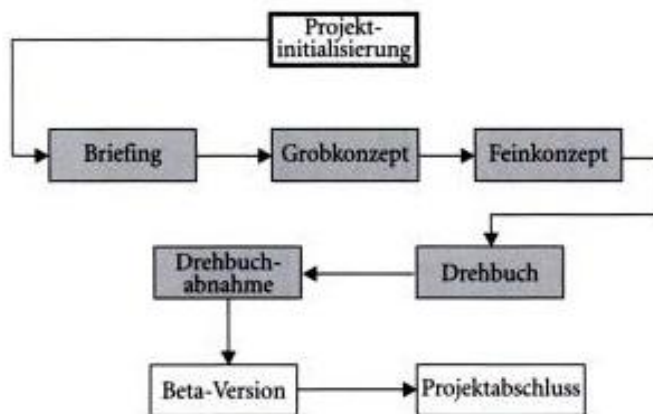 Projekt-
initialisierung
Briefing
Grobkonzept
Feinkonzept
Drehbuch-
abnahme
Drehbuch
Beta-Version
Projektabschluss